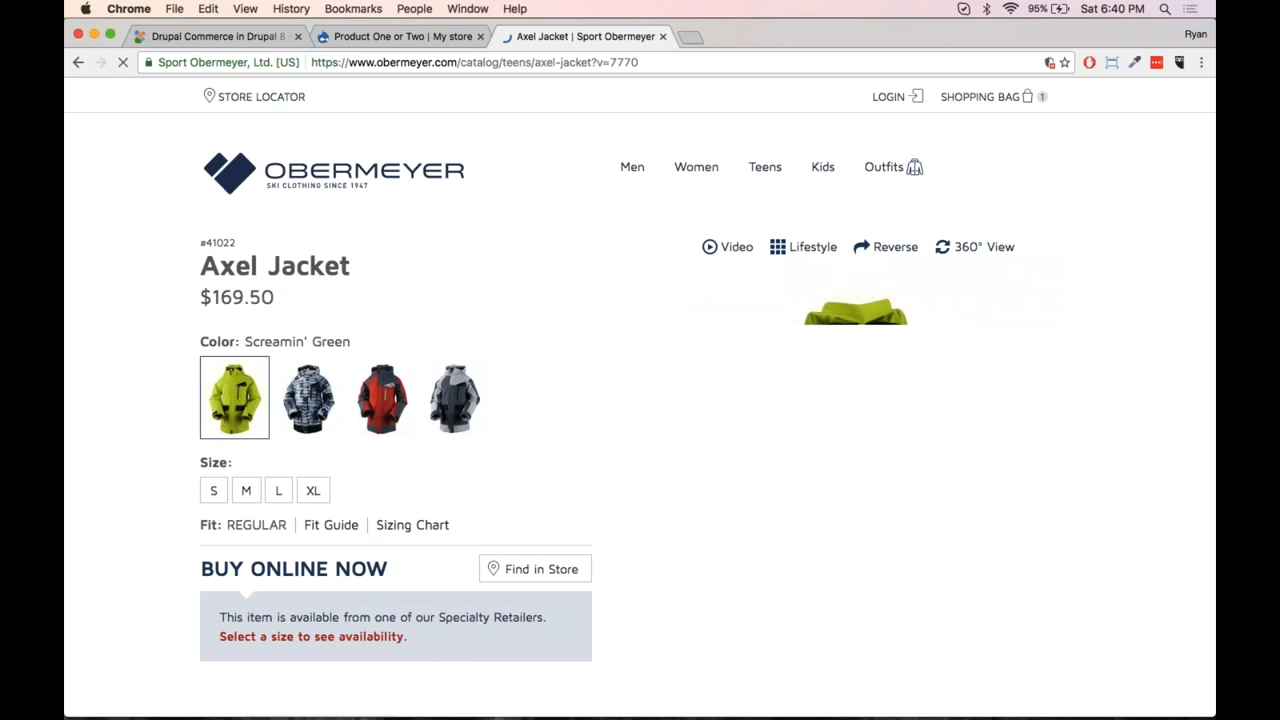 Chrome File Edit View History Bookmarks People Window Help 95% Sat 6:40 PM
Drupal Commerce in Drupal 8 Product One or Two | My store Axel Jacket | Sport Obermeyer Ryan
Sport Obermeyer, Ltd. [US] https://www.obermeyer.com/catalog/teens/axel-jacket?v=7770
STORE LOCATOR LOGIN SHOPPING BAG 1
OBERMEYER
SKI CLOTHING SINCE 1947
Men Women Teens Kids Outfits
#41022
Axel Jacket
$169.50
Video Lifestyle Reverse 360° View
Color: Screamin' Green
Size:
S M L XL
Fit: REGULAR Fit Guide Sizing Chart
BUY ONLINE NOW Find in Store
This item is available from one of our Specialty Retailers.
Select a size to see availability.